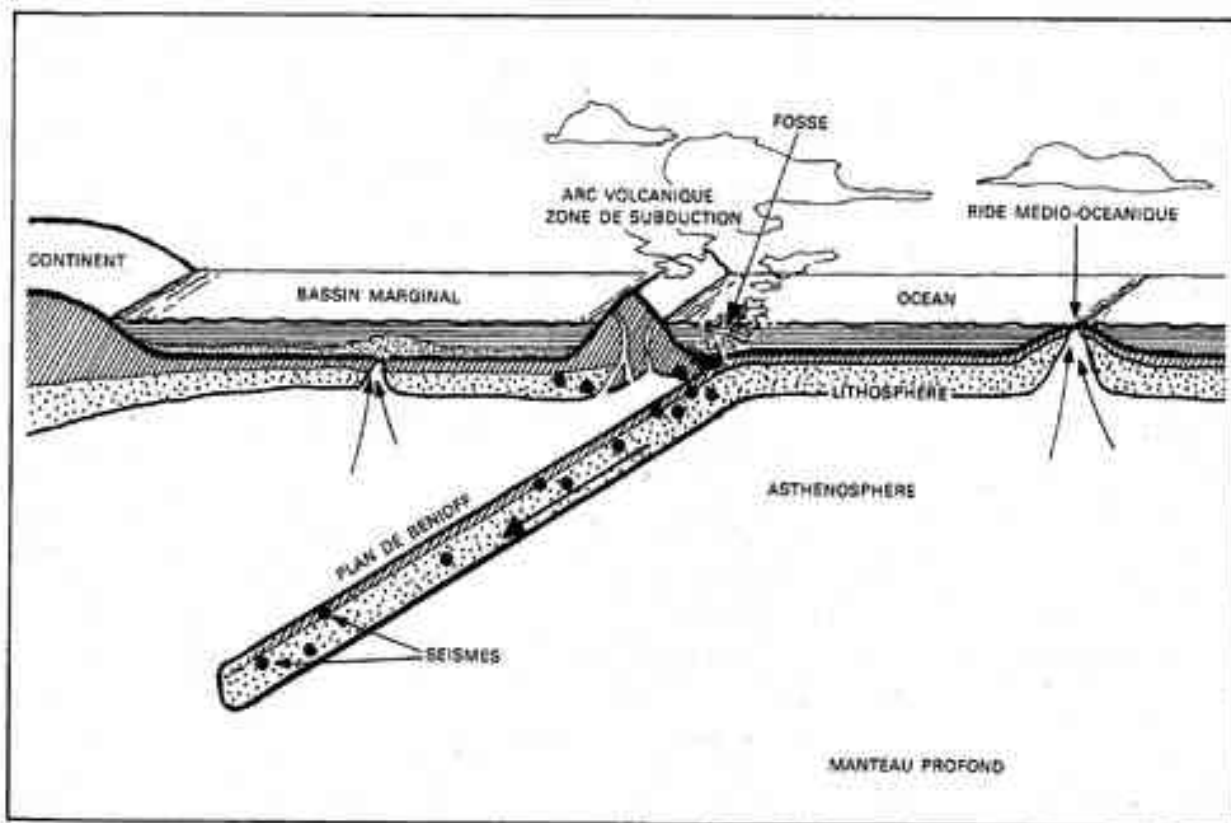 FOSSE
ARC VOLCANIQUE
ZONE DE SUBDUCTION
RIDE MEDIO-OCEANIQUE
CONTINENT
BASSIN MARGINAL
OCEAN
LITHOSPHERE
ASTHENOSPHERE
PLAN DE BENIOFF
SEISMES
MANTEAU PROFOND